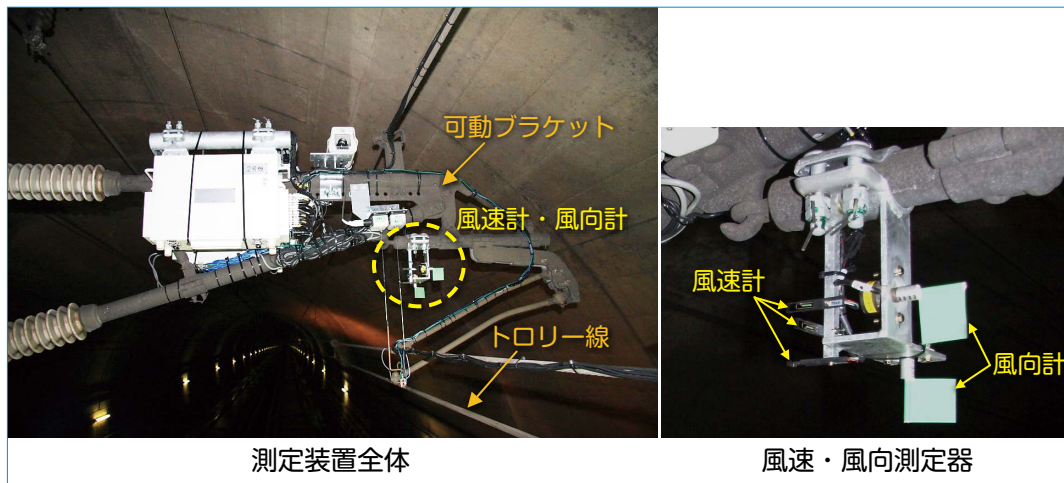 可動ブラケット
風速計・風向計
トロリー線
測定装置全体
風速計
風向計
風速・風向測定器